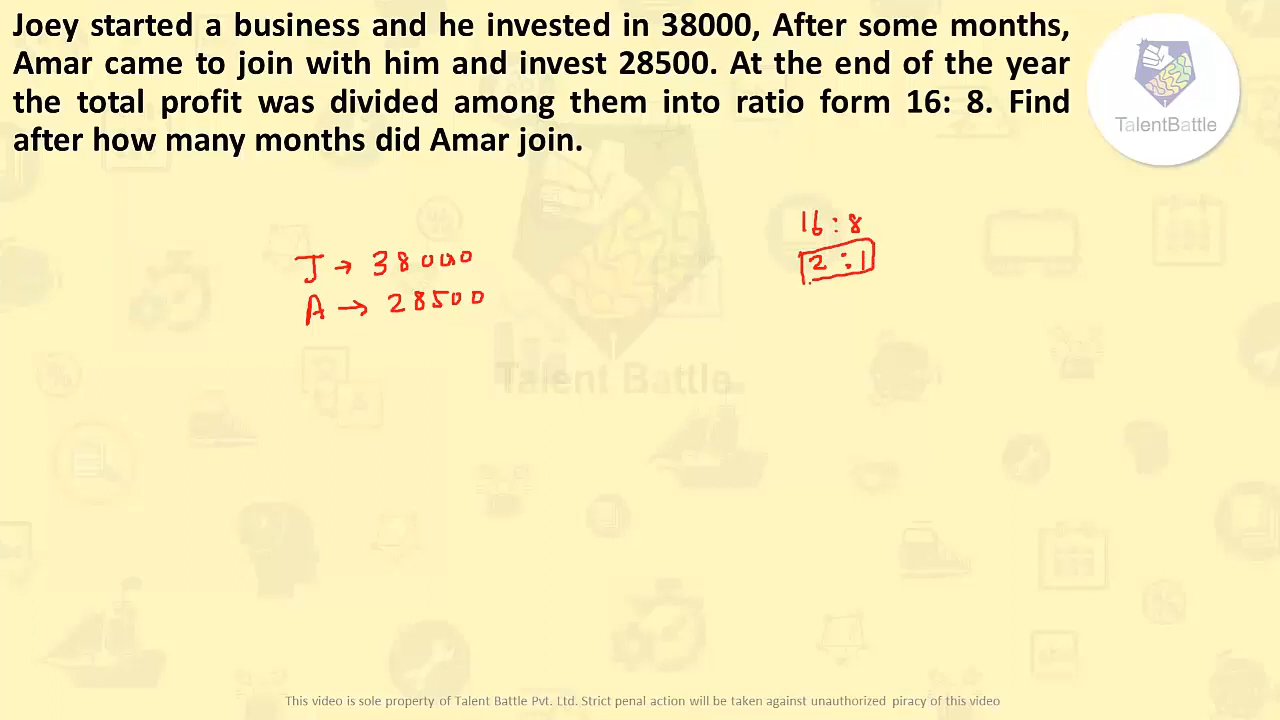 Joey started a business and he invested in 38000, After some months,
Amar came to join with him and invest 28500. At the end of the year
the total profit was divided among them into ratio form 16: 8. Find
after how many months did Amar join.
TalentBattle
16:8
2:1
J → 38000
A → 28500
Talent Battle
This video is sole property of Talent Battle Pvt. Ltd. Strict penal action will be taken against unauthorized piracy of this video